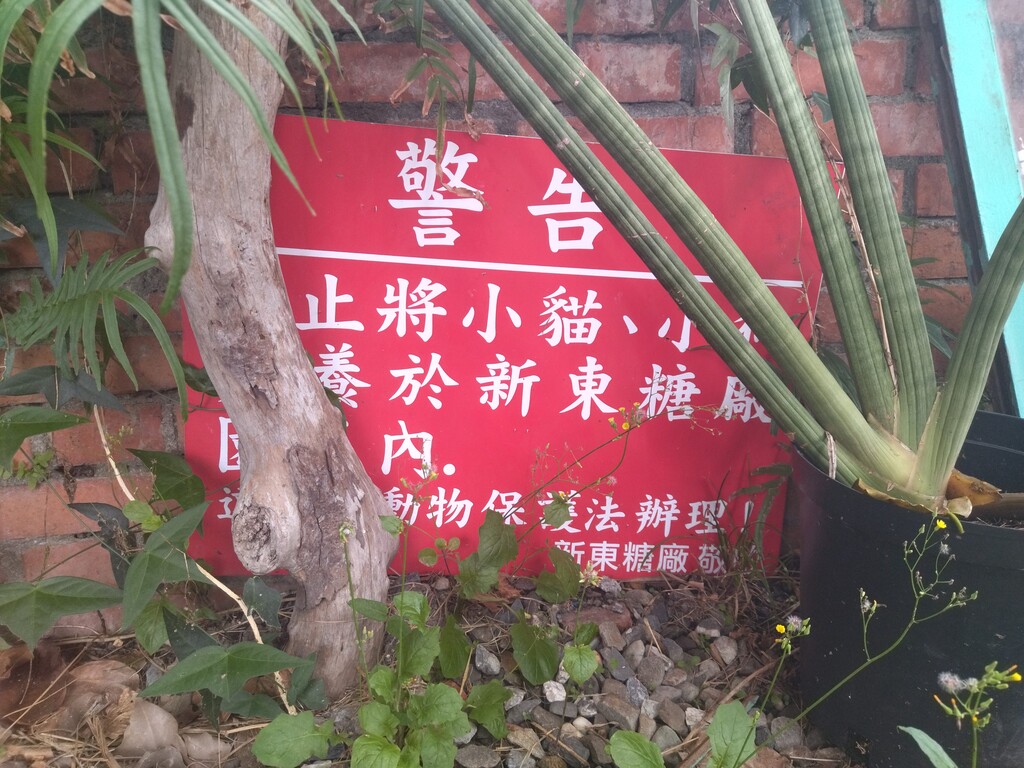 警告
止將小貓、小
養於新東糖廠
園內.
動物保護法辦理!
新東糖廠敬